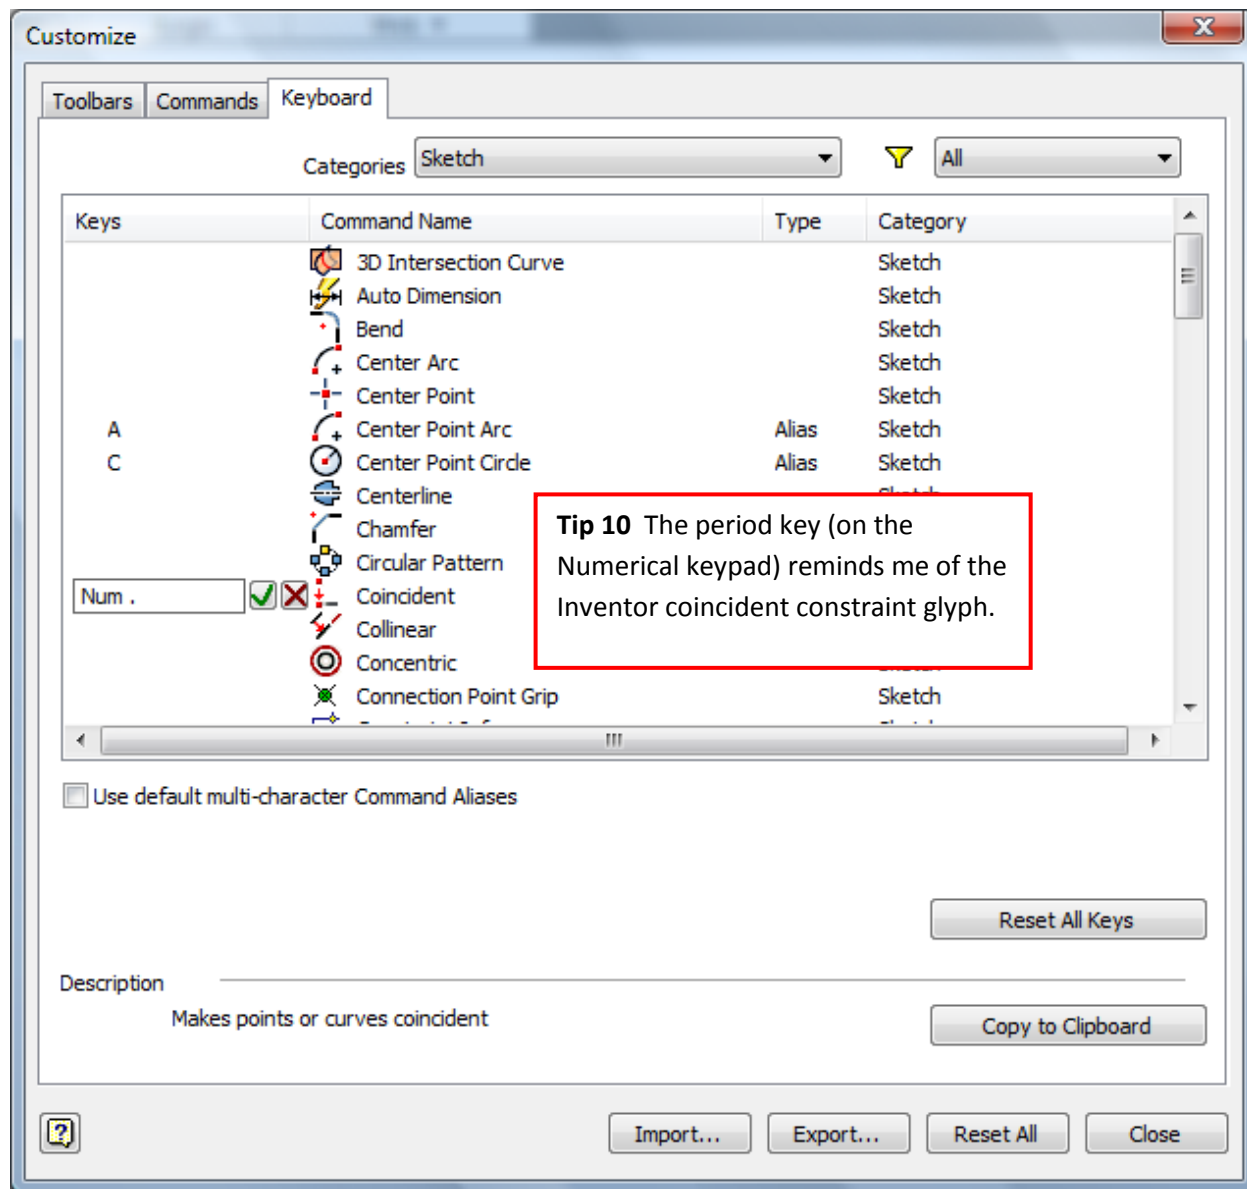 Customize
Toolbars Commands Keyboard
Categories Sketch All
Keys Command Name Type Category
3D Intersection Curve Sketch
Auto Dimension Sketch
Bend Sketch
Center Arc Sketch
Center Point Sketch
A Center Point Arc Alias Sketch
C Center Point Circle Alias Sketch
Centerline
Chamfer
Circular Pattern
Num . Coincident
Collinear
Concentric
Connection Point Grip Sketch
Tip 10 The period key (on the
Numerical keypad) reminds me of the
Inventor coincident constraint glyph.
Use default multi-character Command Aliases
Reset All Keys
Description
Makes points or curves coincident
Copy to Clipboard
Import... Export... Reset All Close